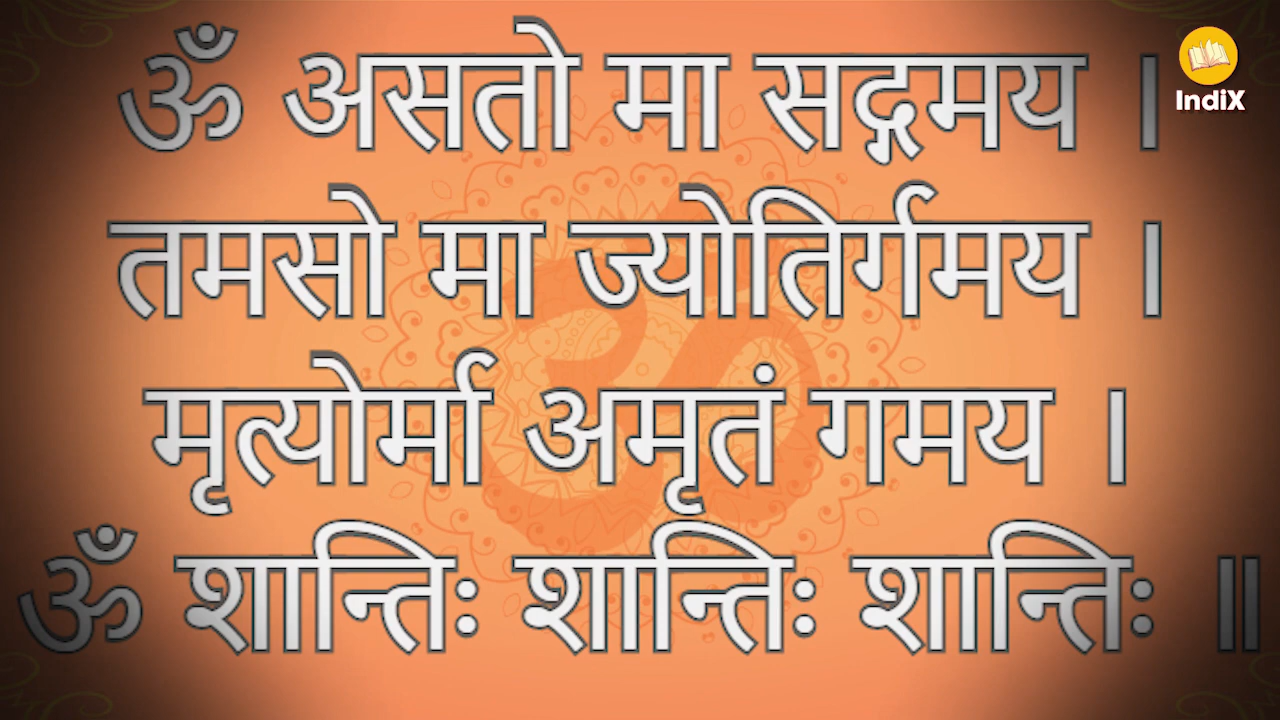 ॐ असतो मा सद्गमय ।
तमसो मा ज्योतिर्गमय ।
मृत्योर्मा अमृतं गमय ।
ॐ शान्तिः शान्तिः शान्तिः ॥
IndiX